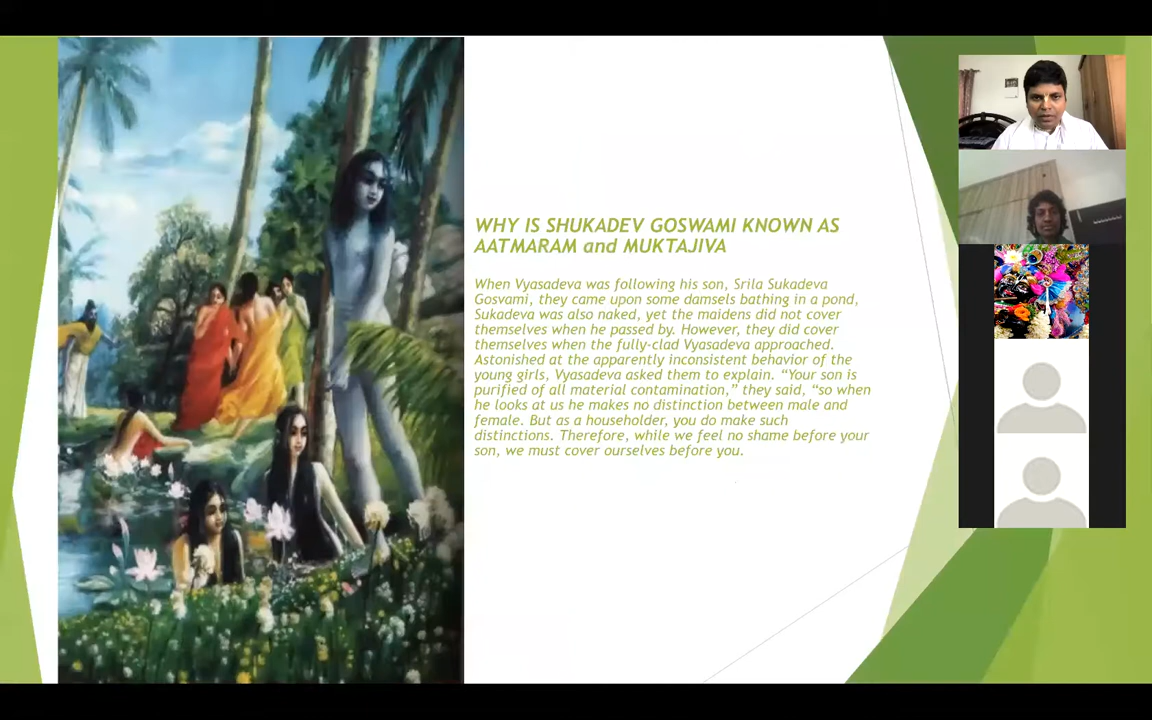 WHY IS SHUKADEV GOSWAMI KNOWN AS
AATMARAM and MUKTAJIVA
When Vyasadeva was following his son, Srila Sukadeva
Gosvami, they came upon some damsels bathing in a pond,
Sukadeva was also naked, yet the maidens did not cover
themselves when he passed by. However, they did cover
themselves when the fully-clad Vyasadeva approached.
Astonished at the apparently inconsistent behavior of the
young girls, Vyasadeva asked them to explain. “Your son is
purified of all material contamination,” they said, “so when
he looks at us he makes no distinction between male and
female. But as a householder, you do make such
distinctions. Therefore, while we feel no shame before your
son, we must cover ourselves before you.